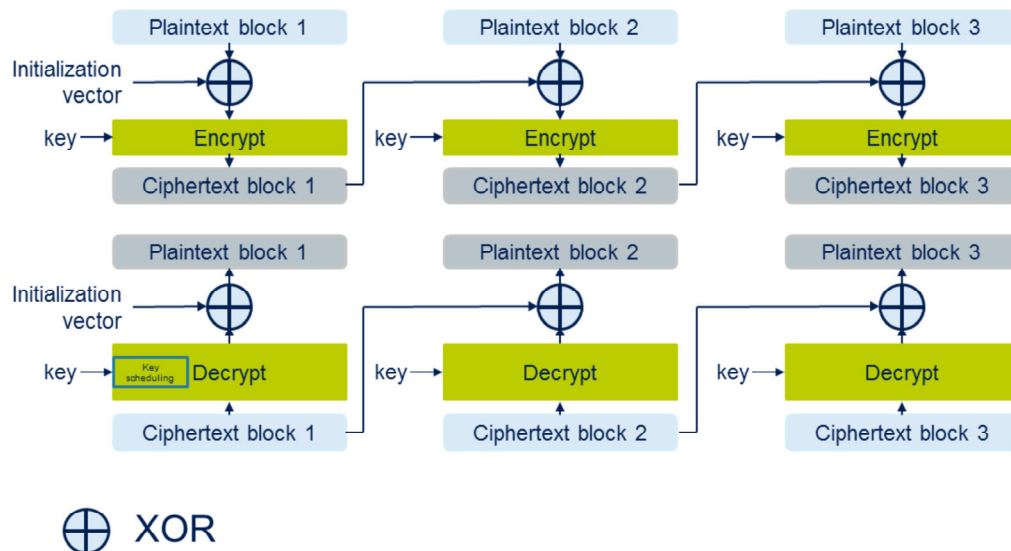 Plaintext block 1
Plaintext block 2
Plaintext block 3
Initialization
vector
key
Encrypt
key
Encrypt
key
Encrypt
Ciphertext block 1
Ciphertext block 2
Ciphertext block 3
Plaintext block 1
Plaintext block 2
Plaintext block 3
Initialization
vector
key
Key
scheduling
Decrypt
key
Decrypt
key
Decrypt
Ciphertext block 1
Ciphertext block 2
Ciphertext block 3
XOR